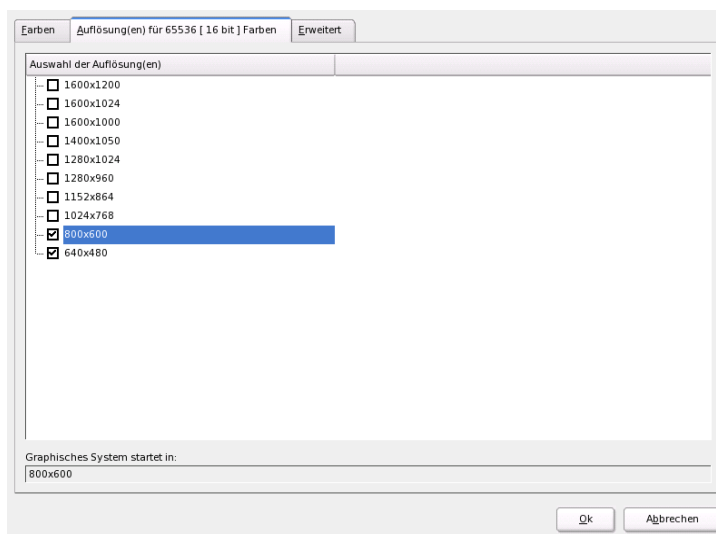 Farben
Auflösung(en) für 65536 [ 16 bit ] Farben
Erweitert
Auswahl der Auflösung(en)
1600x1200
1600x1024
1600x1000
1400x1050
1280x1024
1280x960
1152x864
1024x768
800x600
640x480
Graphisches System startet in:
800x600
Ok
Abbrechen